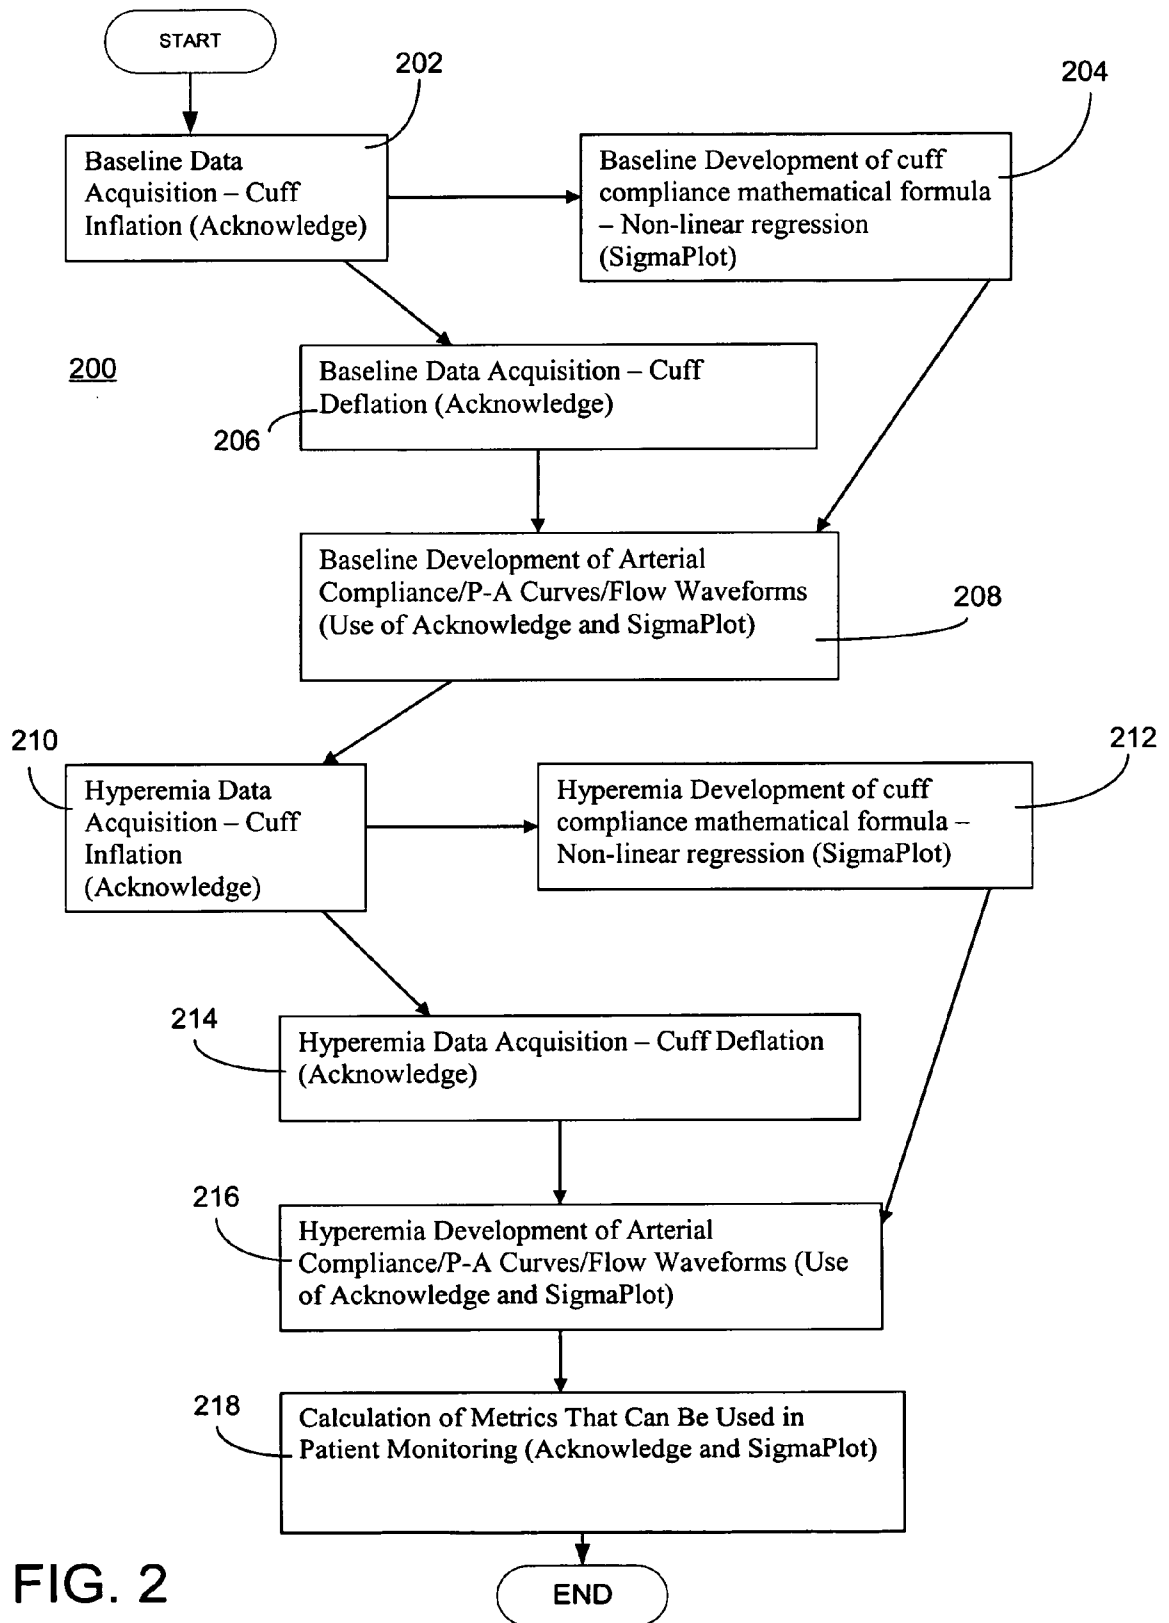 START
202
204
Baseline Data
Acquisition – Cuff
Inflation (Acknowledge)
Baseline Development of cuff
compliance mathematical formula
– Non-linear regression
(SigmaPlot)
200
Baseline Data Acquisition – Cuff
Deflation (Acknowledge)
206
Baseline Development of Arterial
Compliance/P-A Curves/Flow Waveforms
(Use of Acknowledge and SigmaPlot)
208
210
212
Hyperemia Data
Acquisition – Cuff
Inflation
(Acknowledge)
Hyperemia Development of cuff
compliance mathematical formula –
Non-linear regression (SigmaPlot)
214
Hyperemia Data Acquisition – Cuff Deflation
(Acknowledge)
216
Hyperemia Development of Arterial
Compliance/P-A Curves/Flow Waveforms (Use
of Acknowledge and SigmaPlot)
218
Calculation of Metrics That Can Be Used in
Patient Monitoring (Acknowledge and SigmaPlot)
END
FIG. 2